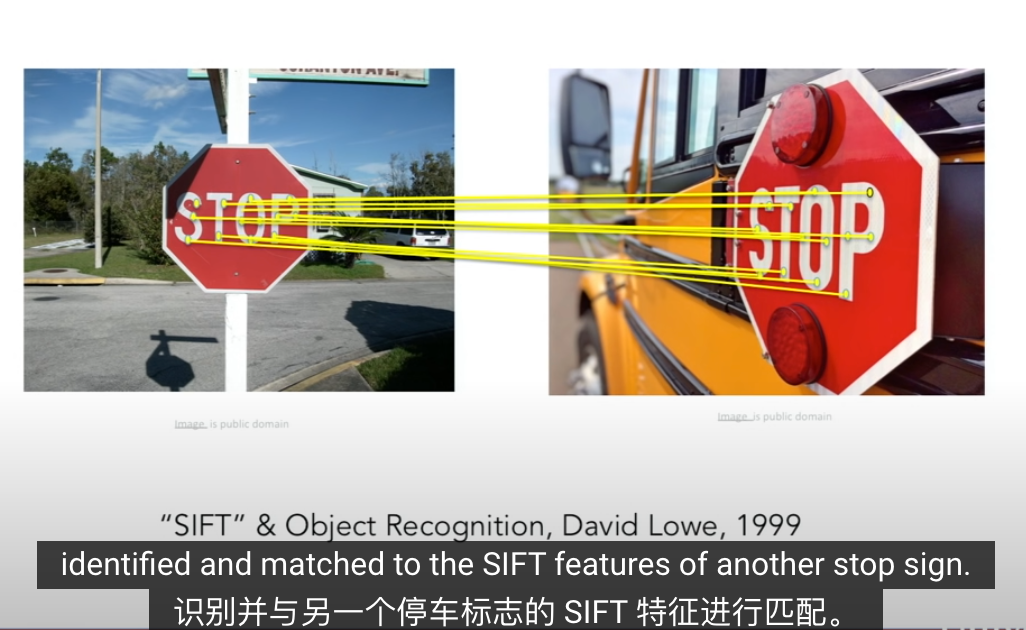 STOP
STOP
Image is public domain
Image is public domain
“SIFT” & Object Recognition, David Lowe, 1999
identified and matched to the SIFT features of another stop sign.
识别并与另一个停车标志的 SIFT 特征进行匹配。